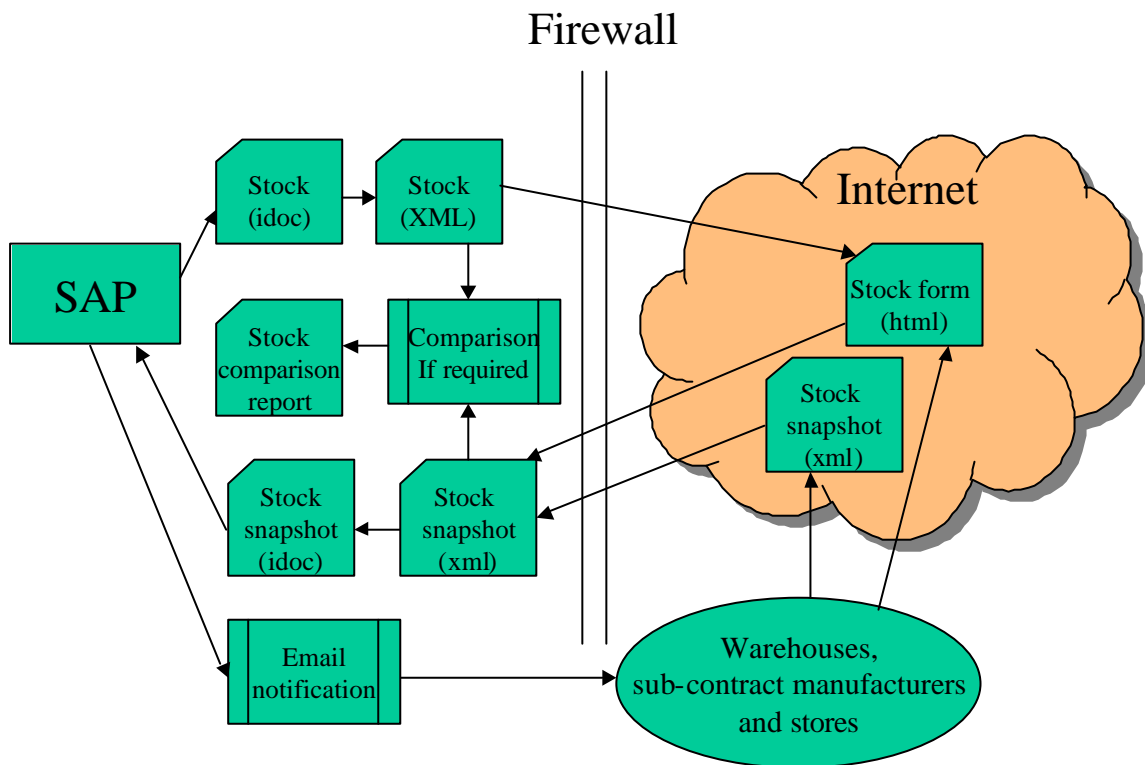 Firewall
Stock
(idoc)
Stock
(XML)
Internet
SAP
Stock form
(html)
Stock
comparison
report
Comparison
If required
Stock
snapshot
(xml)
Stock
snapshot
(idoc)
Stock
snapshot
(xml)
Email
notification
Warehouses,
sub-contract manufacturers
and stores